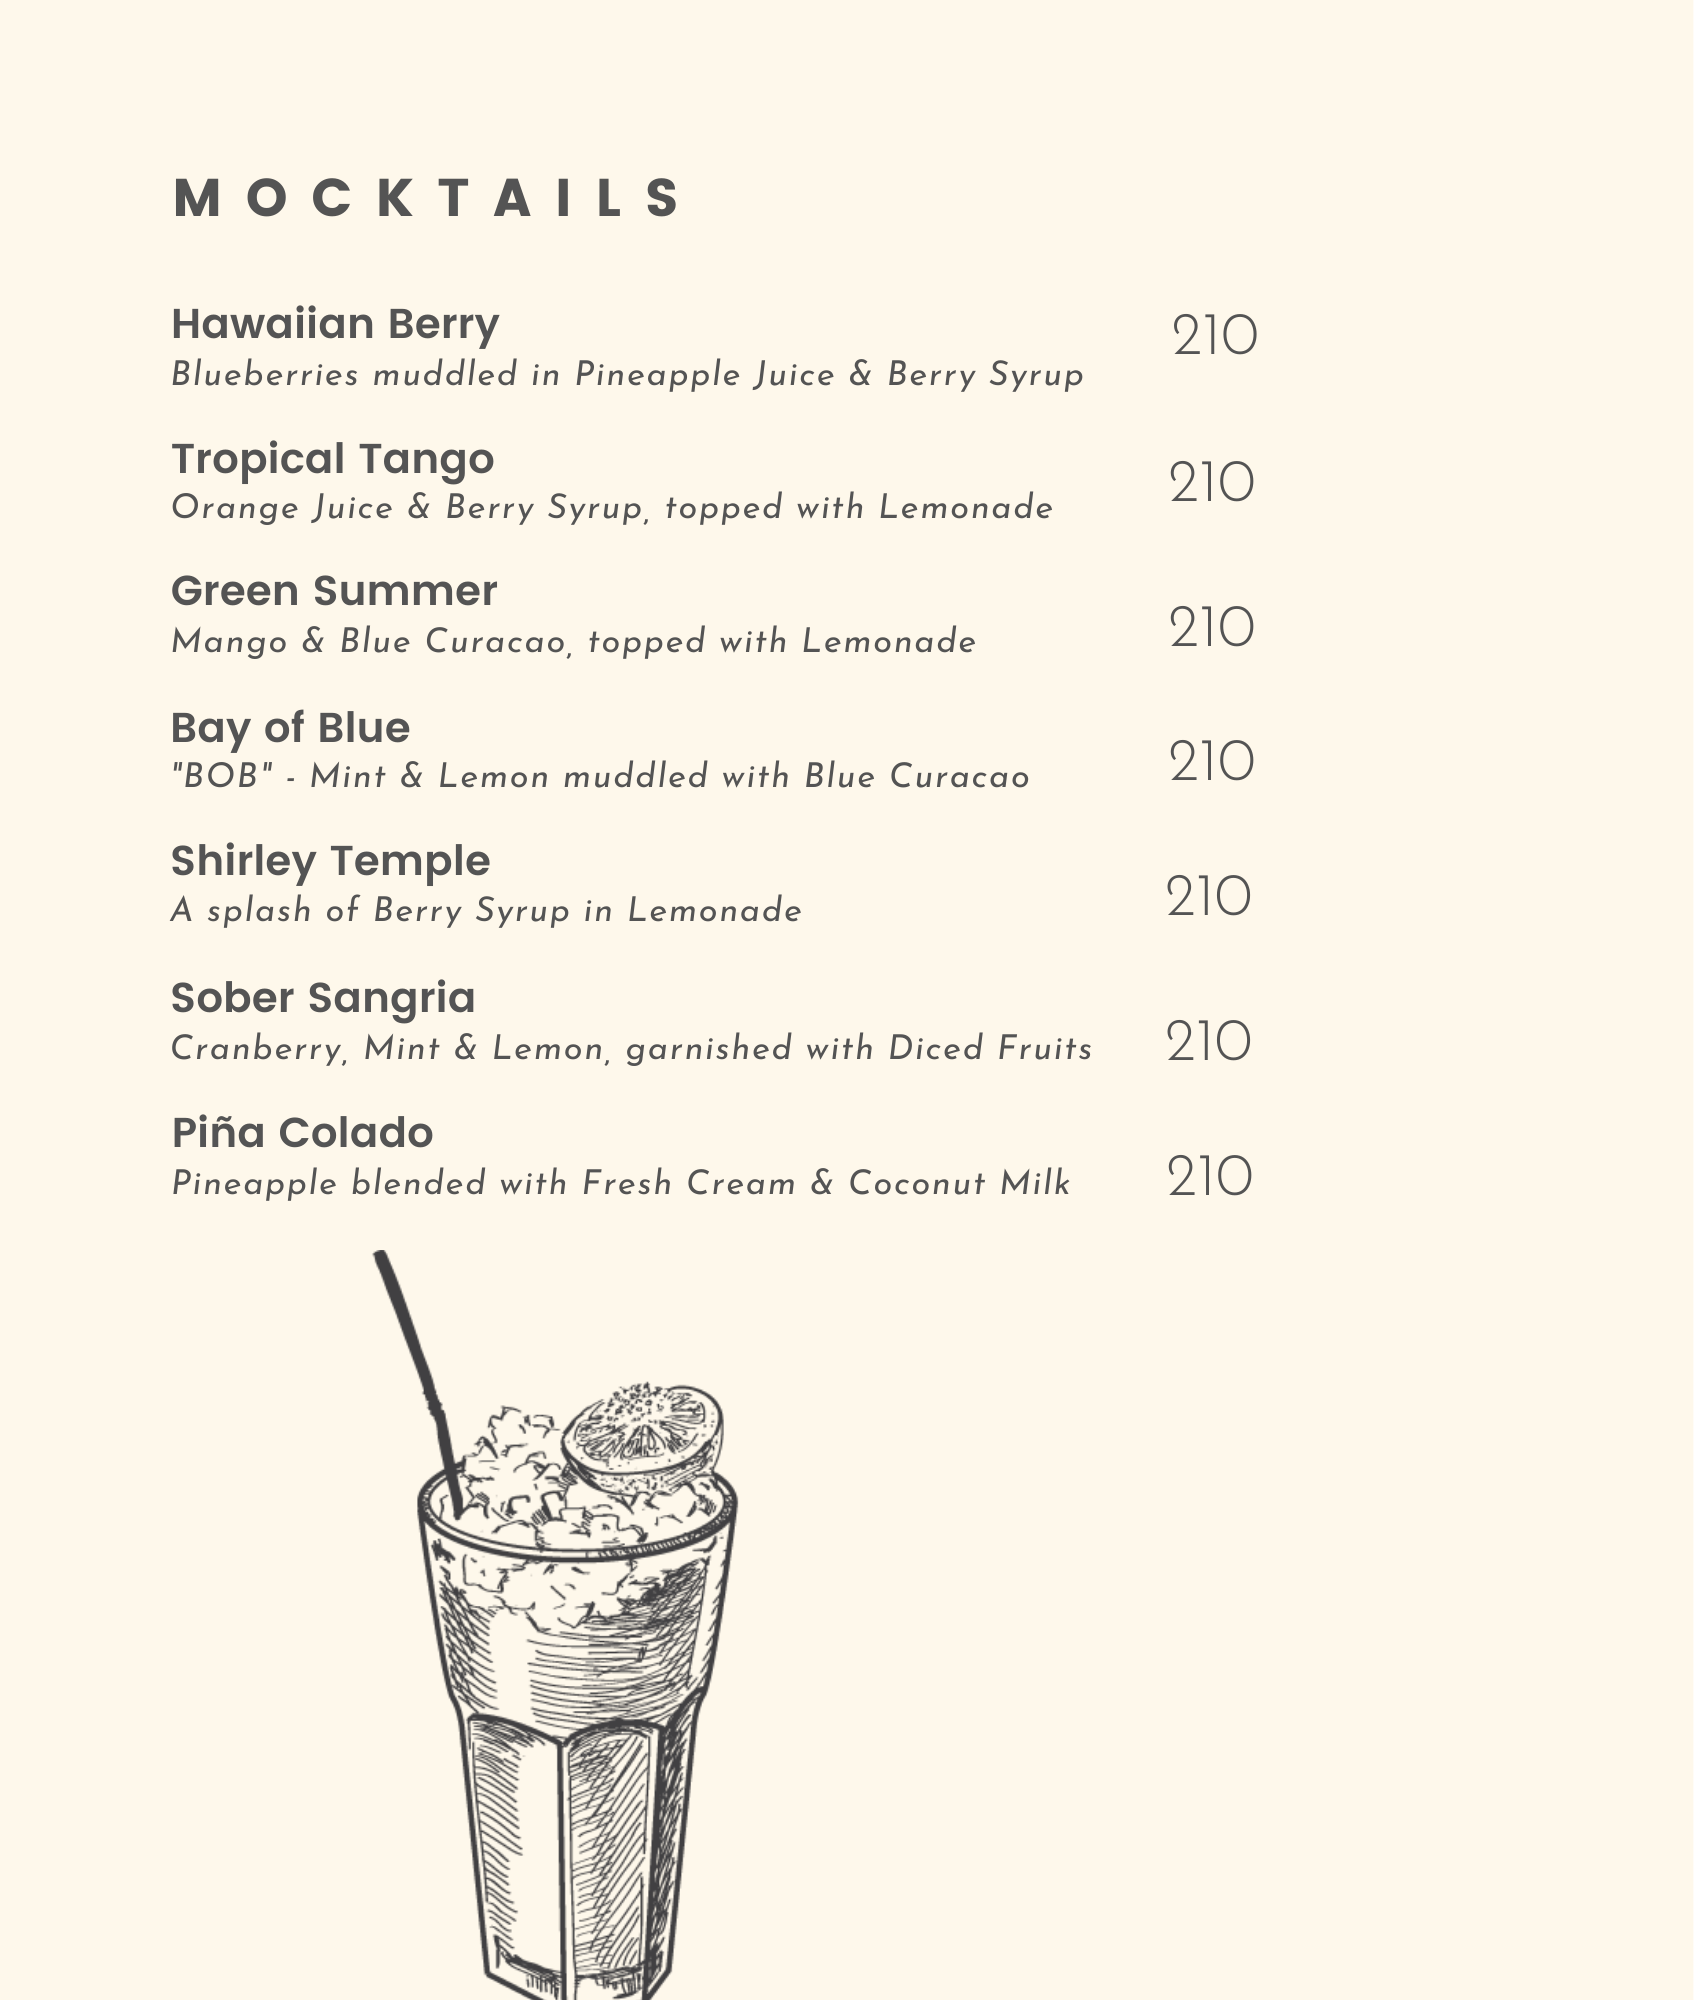 MOCKTAILS
Hawaiian Berry 210
Blueberries muddled in Pineapple Juice & Berry Syrup
Tropical Tango 210
Orange Juice & Berry Syrup, topped with Lemonade
Green Summer 210
Mango & Blue Curacao, topped with Lemonade
Bay of Blue 210
"BOB" - Mint & Lemon muddled with Blue Curacao
Shirley Temple 210
A splash of Berry Syrup in Lemonade
Sober Sangria 210
Cranberry, Mint & Lemon, garnished with Diced Fruits
Piña Colado 210
Pineapple blended with Fresh Cream & Coconut Milk